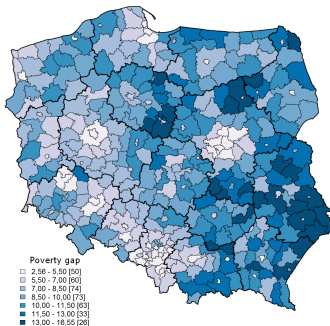 Poverty gap
2,56 - 5,50 [50]
5,50 - 7,00 [60]
7,00 - 8,50 [74]
8,50 - 10,00 [73]
10,00 - 11,50 [63]
11,50 - 13,00 [33]
13,00 - 16,55 [26]